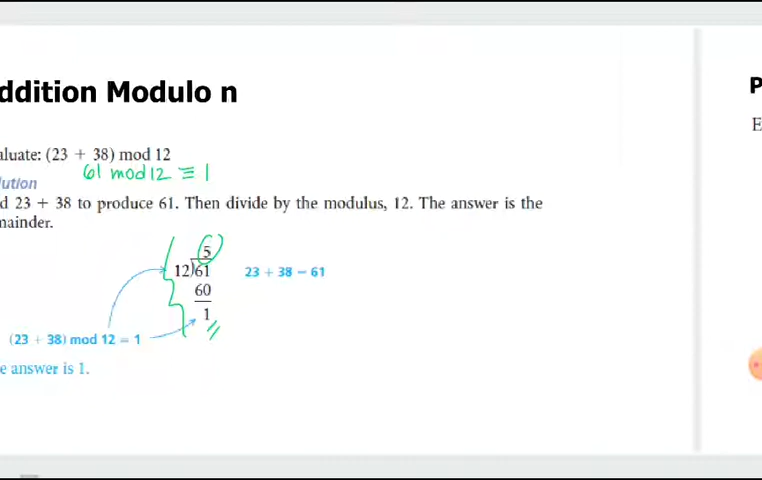 ddition Modulo n
aluate: (23 + 38) mod 12
61 mod 12 ≡ 1
lution
d 23 + 38 to produce 61. Then divide by the modulus, 12. The answer is the
mainder.
5
12)61
23 + 38 = 61
60
1
(23 + 38) mod 12 = 1
e answer is 1.
P
E